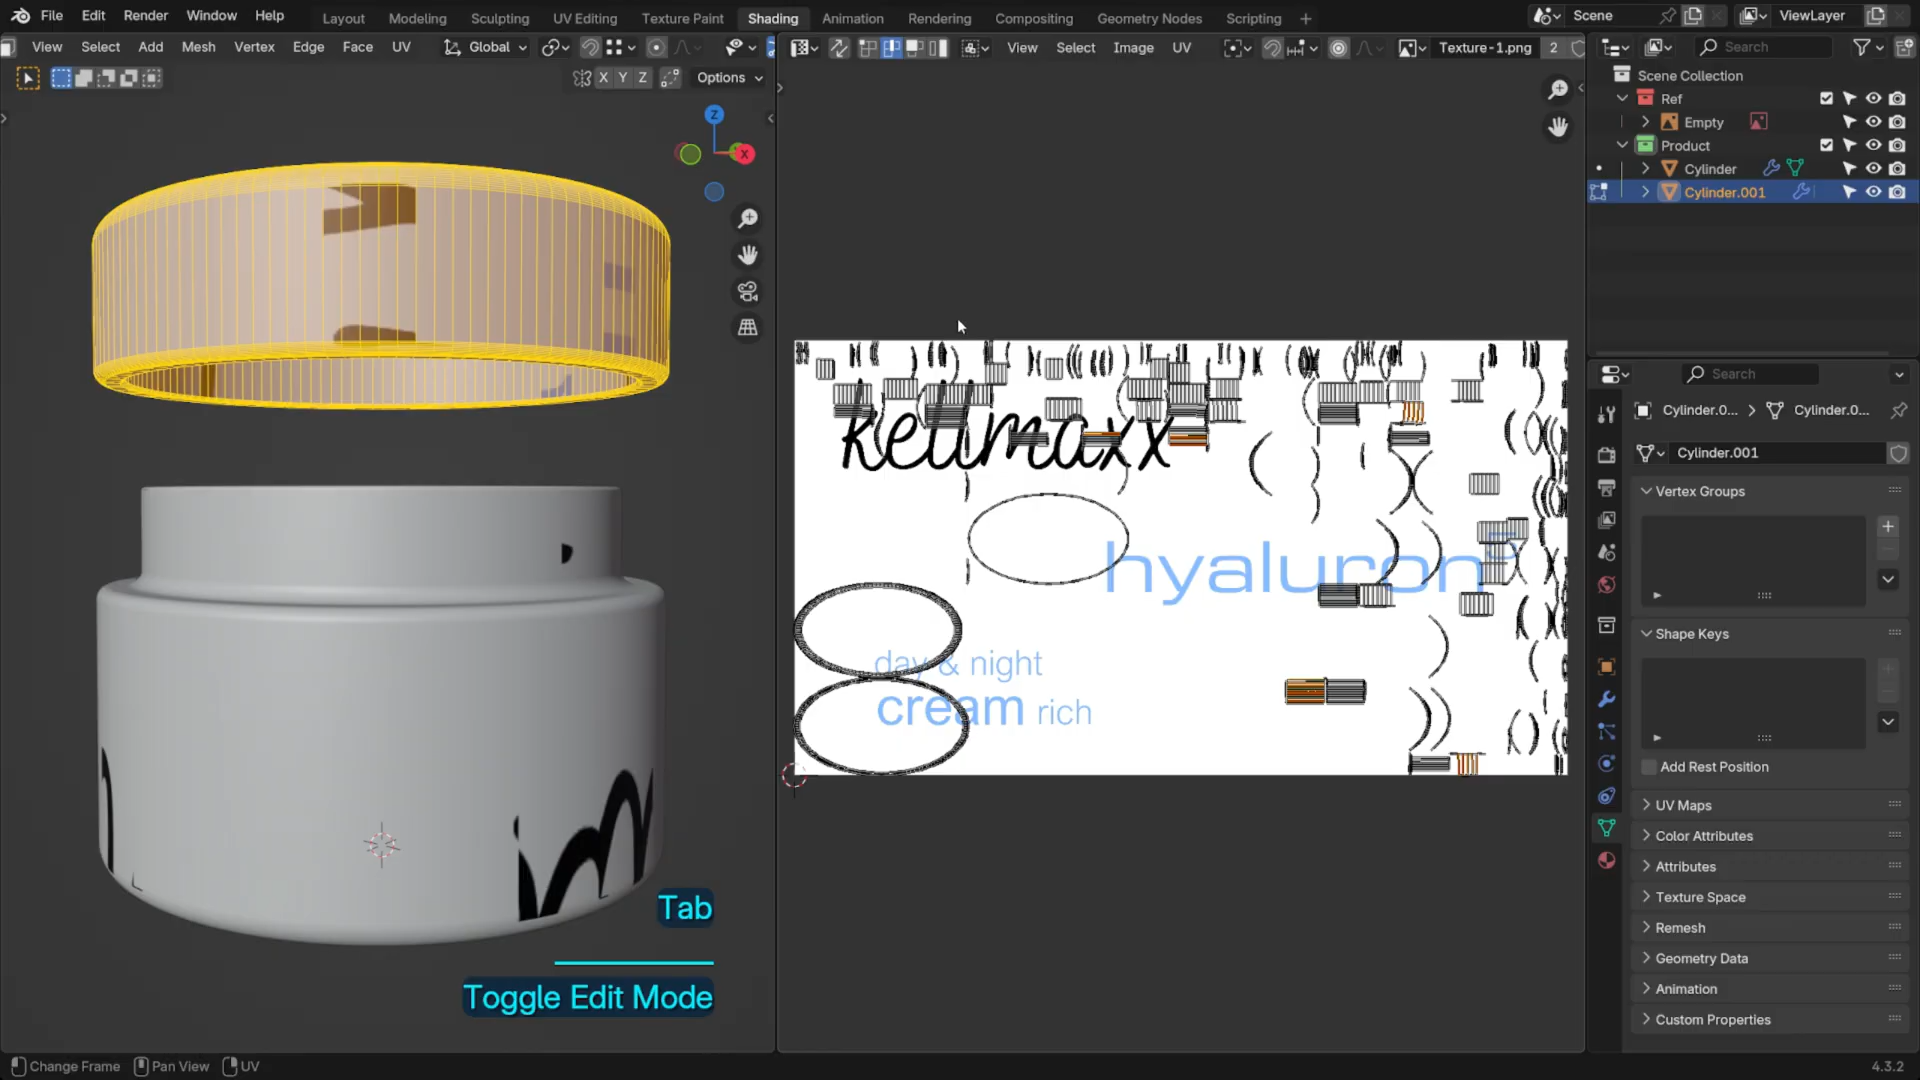 File Edit Render Window Help
Layout Modeling Sculpting UV Editing Texture Paint Shading Animation Rendering Compositing Geometry Nodes Scripting +
Scene
ViewLayer
View Select Add Mesh Vertex Edge Face UV
Global
View Select Image UV
Texture-1.png 2
Search
X Y Z Options
Z
X
Scene Collection
Ref
Empty
Product
Cylinder
Cylinder.001
Search
Cylinder.0... Cylinder.0...
Cylinder.001
Vertex Groups
Shape Keys
Add Rest Position
UV Maps
Color Attributes
Attributes
Texture Space
Remesh
Geometry Data
Animation
Custom Properties
hyaluron5
day & night
cream rich
Tab
Toggle Edit Mode
Change Frame Pan View UV
4.3.2